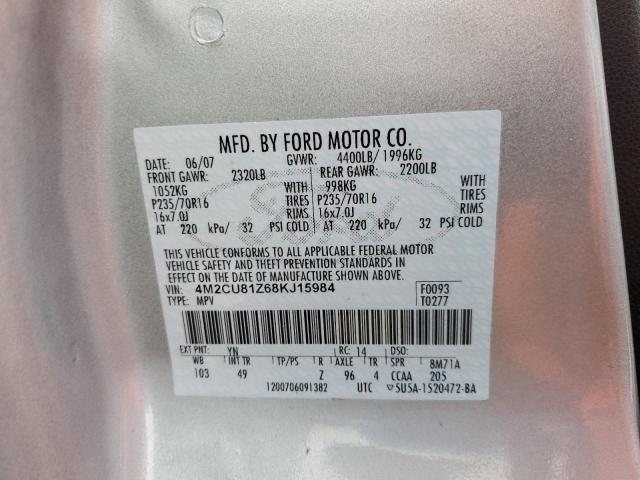 MFD. BY FORD MOTOR CO.
DATE: 06/07 GVWR: 4400LB/ 1996KG
FRONT GAWR: 2320LB REAR GAWR: 2200LB
1052KG WITH 998KG WITH
P235/70R16 TIRES P235/70R16 TIRES
16x7.0J RIMS 16x7.0J RIMS
AT 220 kPa/ 32 PSI COLD AT 220 kPa/ 32 PSI COLD
THIS VEHICLE CONFORMS TO ALL APPLICABLE FEDERAL MOTOR
VEHICLE SAFETY AND THEFT PREVENTION STANDARDS IN
EFFECT ON THE DATE OF MANUFACTURE SHOWN ABOVE.
VIN: 4M2CU81Z68KJ15984 F0093
TYPE: MPV T0277
EXT PNT: YN RC: 14 DSO:
WB INT TR TP/PS R AXLE TR SPR 8M71A
103 49 Z 96 4 CCAA 205
1200706091382 UTC 5U5A-1520472-BA
Ford